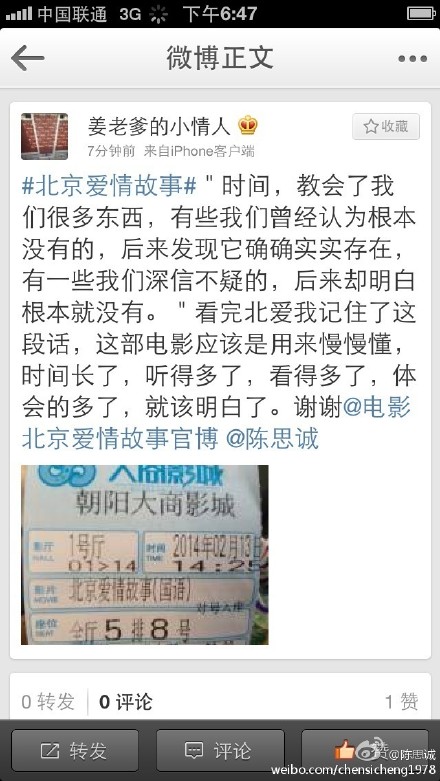 中国联通 3G 下午6:47
微博正文
姜老爹的小情人
收藏
7分钟前 来自iPhone客户端
#北京爱情故事#＂时间，教会了我
们很多东西，有些我们曾经认为根本
没有的，后来发现它确确实实存在，
有一些我们深信不疑的，后来却明白
根本就没有。＂看完北爱我记住了这
段话，这部电影应该是用来慢慢懂，
时间长了，听得多了，看得多了，体
会的多了，就该明白了。谢谢@电影
北京爱情故事官博 @陈思诚
大商影城
朝阳大商影城
影厅 HALL 1号厅 时间 TIME 2014年02月13日
01>14 14:25
影片 MOVIE 北京爱情故事(国语)
对号入座
座位 SEAT 全厅 5 排 8 号
0 转发 0 评论 1 赞
转发 评论 赞
@陈思诚
weibo.com/chensicheng1978